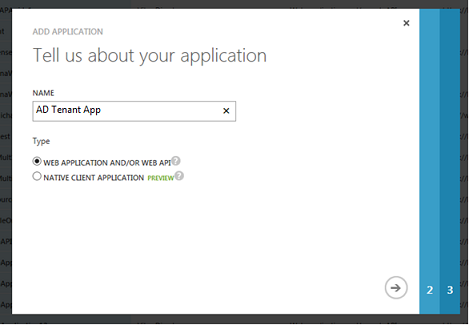 ADD APPLICATION
Tell us about your application
NAME
AD Tenant App
Type
WEB APPLICATION AND/OR WEB API ?
NATIVE CLIENT APPLICATION PREVIEW ?
2 3